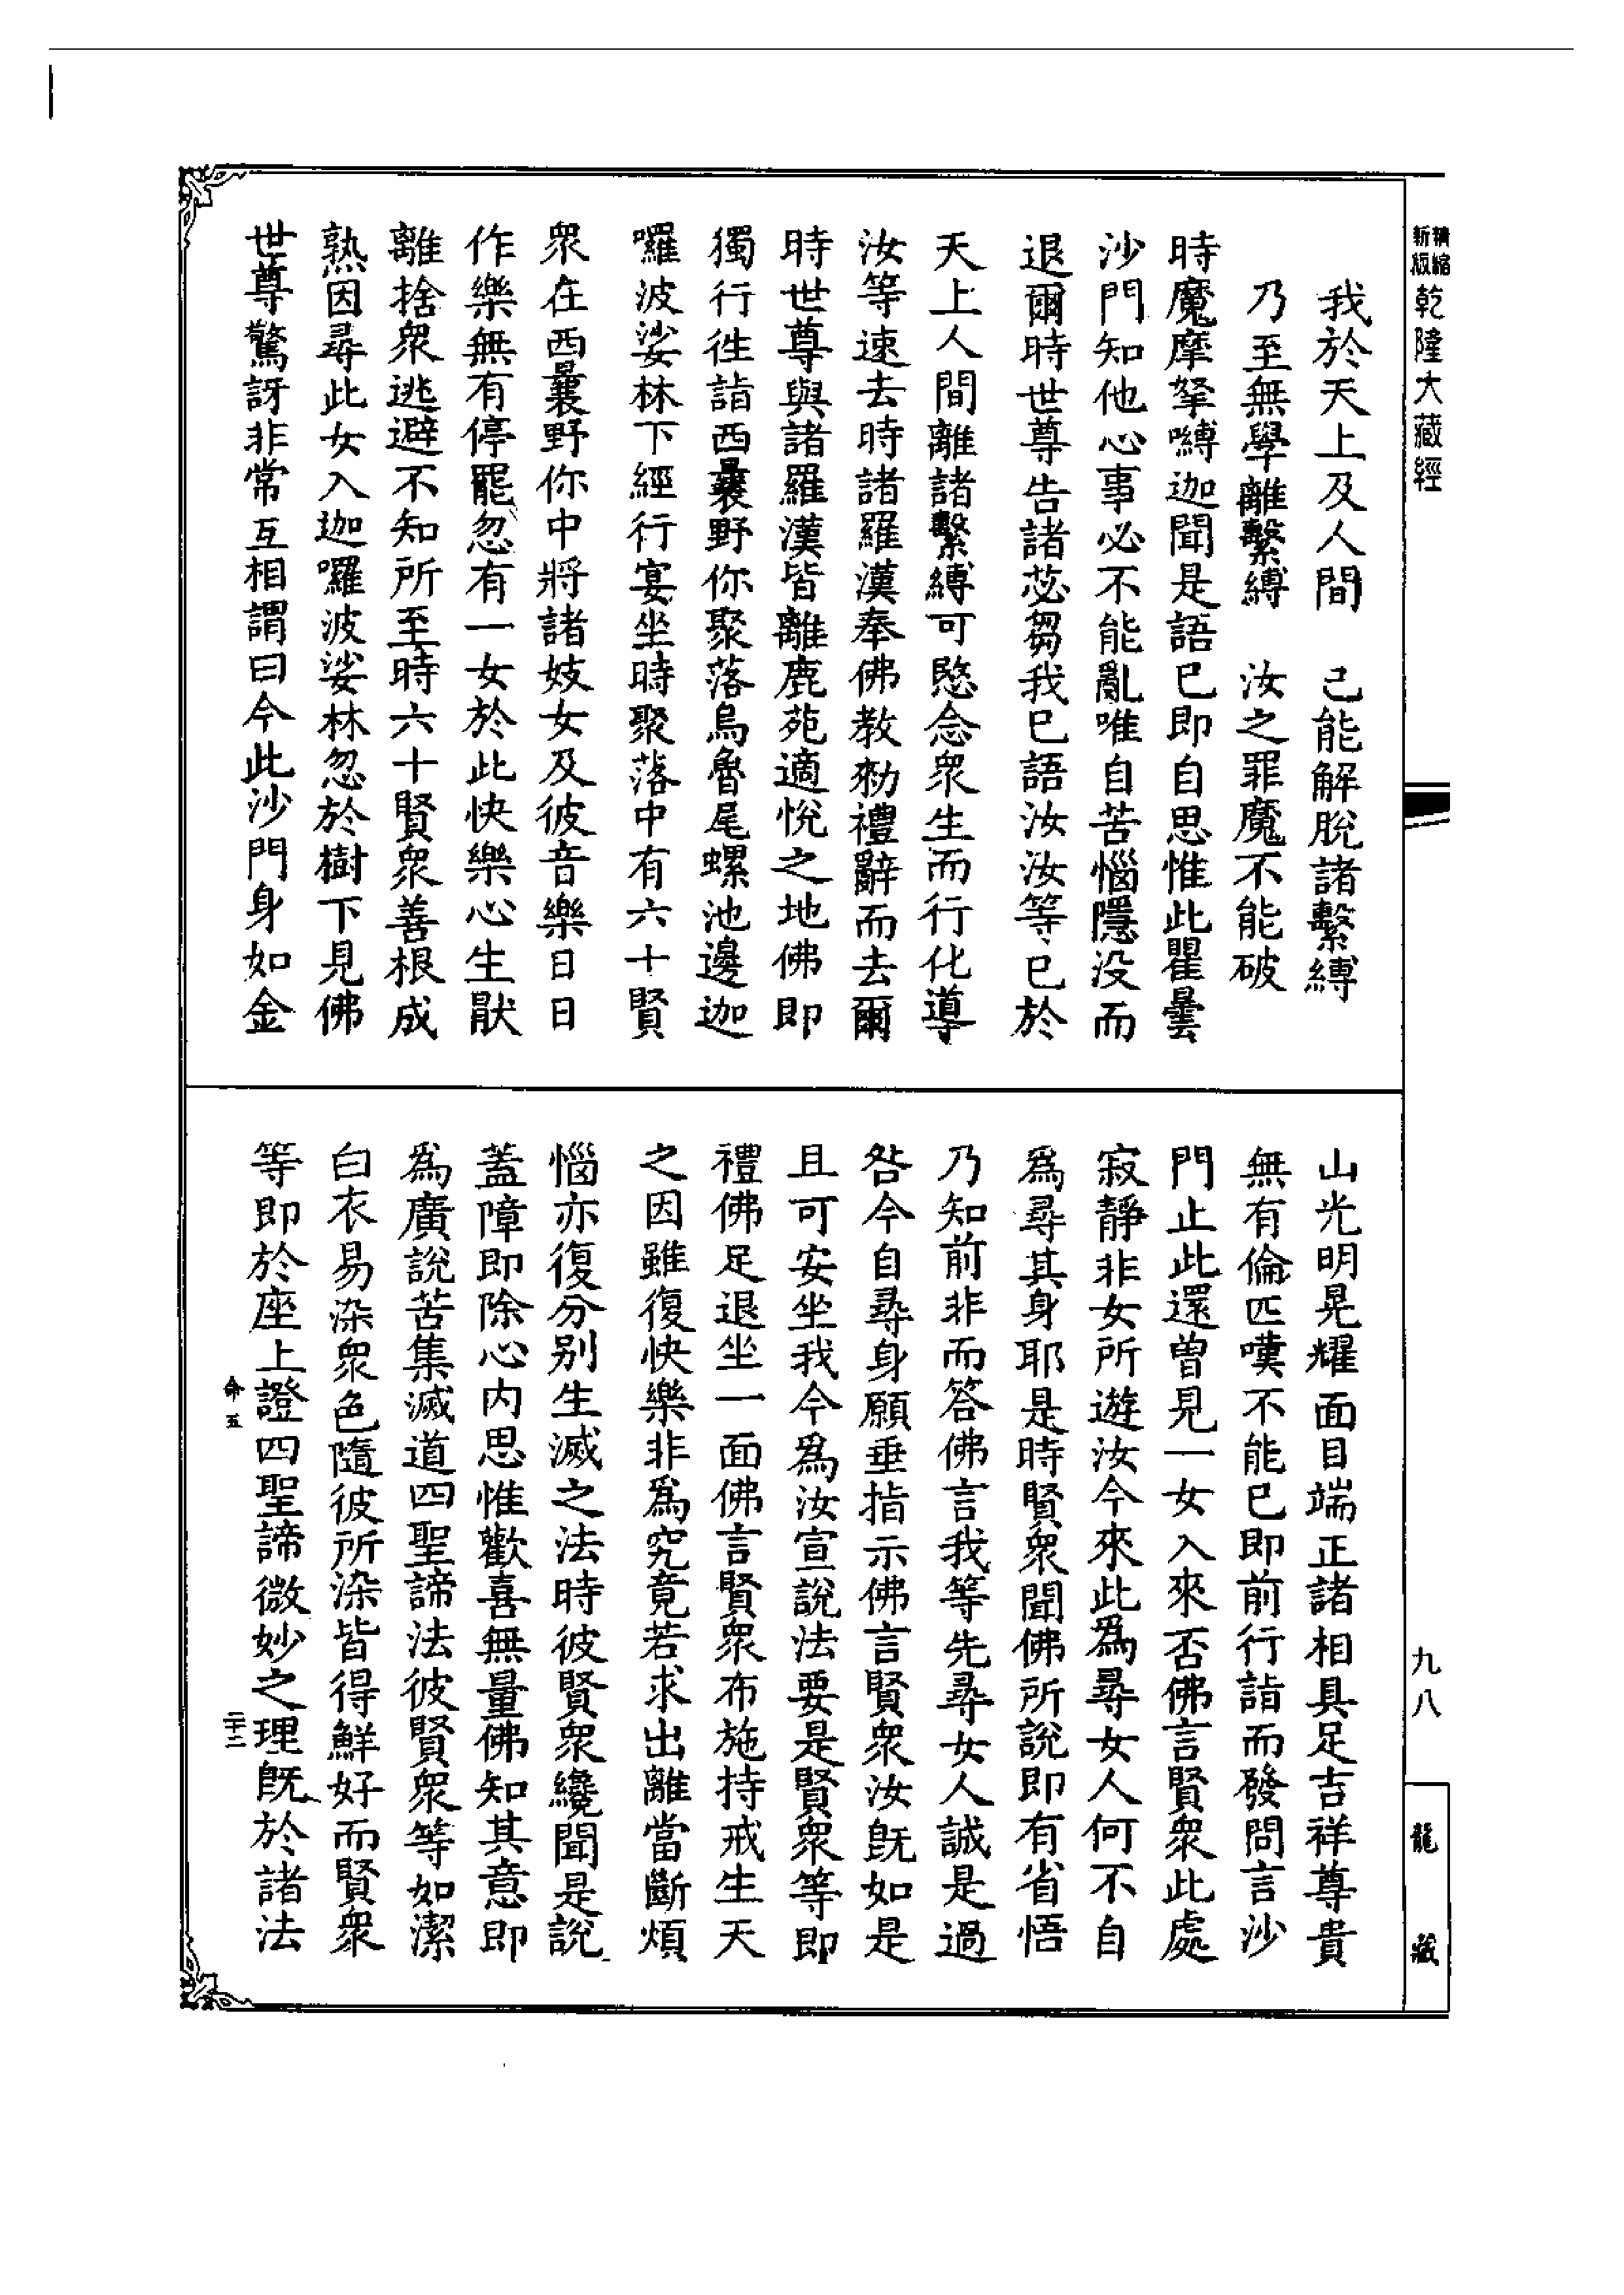 精縮新版乾隆大藏經
我於天上及人間　已能解脫諸繫縛
乃至無學離繫縛　汝之罪魔不能破
時魔摩拏嚩迦聞是語已即自思惟此瞿曇
沙門知他心事必不能亂唯自苦惱隱没而
退爾時世尊告諸苾芻我已語汝汝等已於
天上人間離諸繫縛可愍念衆生而行化導
汝等速去時諸羅漢奉佛教勑禮辭而去爾
時世尊與諸羅漢皆離鹿苑適悅之地佛即
獨行徃詣西曩野你聚落烏魯尾螺池邊迦
囉波娑林下經行宴坐時聚落中有六十賢
衆在西曩野你中將諸妓女及彼音樂日日
作樂無有停罷忽有一女於此快樂心生猒
離捨衆逃避不知所至時六十賢衆善根成
熟因尋此女入迦囉波娑林忽於樹下見佛
世尊驚訝非常互相謂曰今此沙門身如金
山光明晃耀面目端正諸相具足吉祥尊貴
無有倫匹嘆不能已即前行詣而發問言沙
門止此還曾見一女入來否佛言賢衆此處
寂靜非女所遊汝今來此爲尋女人何不自
爲尋其身耶是時賢衆聞佛所説即有省悟
乃知前非而答佛言我等先尋女人誠是過
咎今自尋身願垂指示佛言賢衆汝旣如是
且可安坐我今爲汝宣説法要是賢衆等即
禮佛足退坐一面佛言賢衆布施持戒生天
之因雖復快樂非爲究竟若求出離當斷煩
惱亦復分别生滅之法時彼賢衆纔聞是説
蓋障即除心内思惟歡喜無量佛知其意即
爲廣說苦集滅道四聖諦法彼賢衆等如潔
白衣易染衆色隨彼所染皆得鮮好而賢衆
等即於座上證四聖諦微妙之理旣於諸法
命五
二十二
九八
龍藏